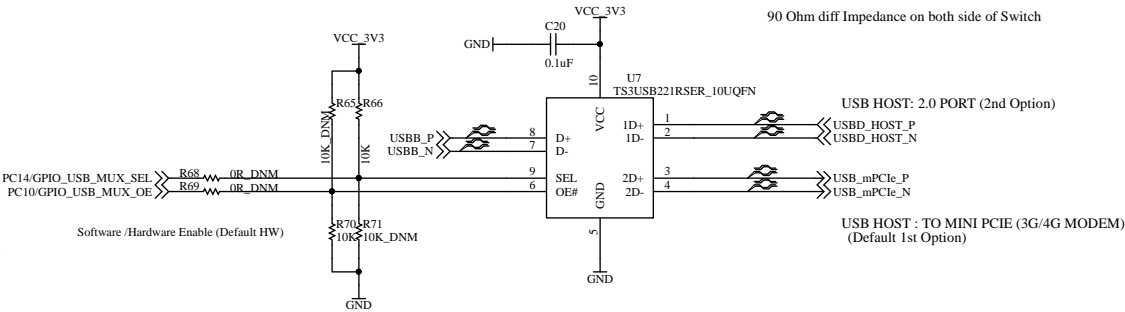 VCC_3V3
90 Ohm diff Impedance on both side of Switch
C20
GND
0.1uF
VCC_3V3
10
U7
TS3USB221RSER_10UQFN
VCC
R65
R66
10K_DNM
10K
USB HOST: 2.0 PORT (2nd Option)
1D+
1
USBD_HOST_P
1D-
2
USBD_HOST_N
USBB_P
8
D+
USBB_N
7
D-
PC14/GPIO_USB_MUX_SEL
R68
0R_DNM
9
SEL
2D+
3
USB_mPCIe_P
PC10/GPIO_USB_MUX_OE
R69
0R_DNM
6
OE#
GND
2D-
4
USB_mPCIe_N
Software /Hardware Enable (Default HW)
R70
R71
10K
10K_DNM
5
USB HOST : TO MINI PCIE (3G/4G MODEM)
(Default 1st Option)
GND
GND